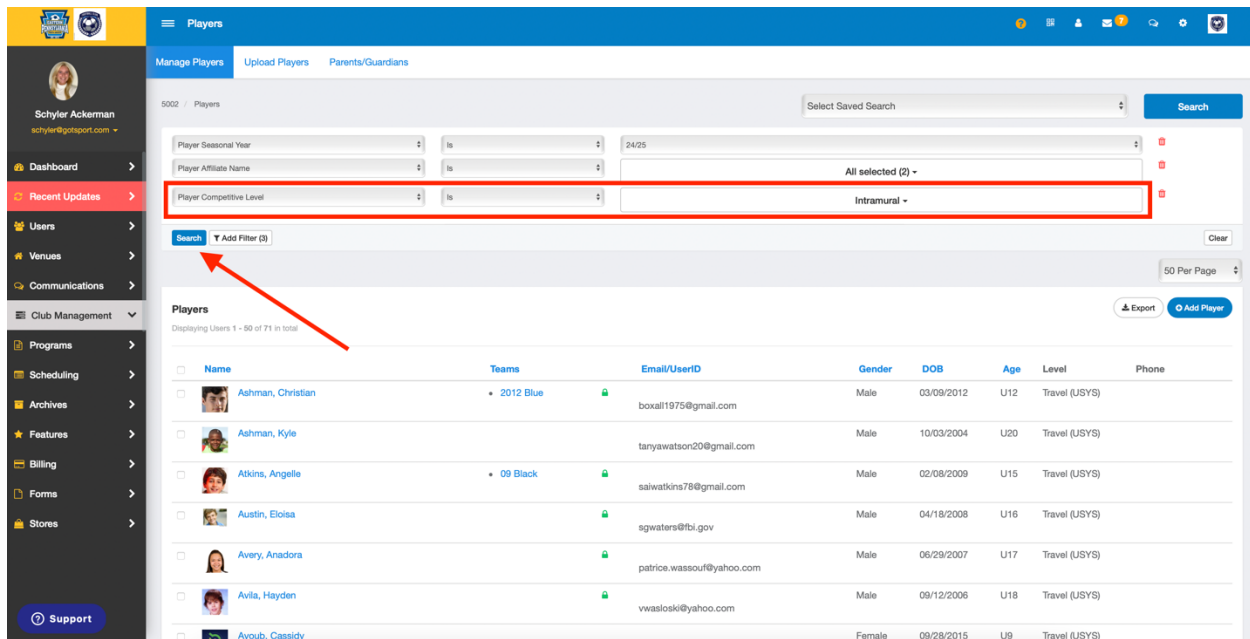 Players
?
7
Schyler Ackerman
schyler@gotsport.com
Dashboard
Recent Updates
Users
Venues
Communications
Club Management
Programs
Scheduling
Archives
Features
Billing
Forms
Stores
Support
Manage Players Upload Players Parents/Guardians
5002 / Players Select Saved Search Search
Player Seasonal Year Is 24/25
Player Affiliate Name Is All selected (2)
Player Competitive Level Is Intramural
Search Add Filter (3) Clear
50 Per Page
Players Export Add Player
Displaying Users 1 - 50 of 71 in total
Name Teams Email/UserID Gender DOB Age Level Phone
Ashman, Christian • 2012 Blue boxall1975@gmail.com Male 03/09/2012 U12 Travel (USYS)
Ashman, Kyle tanyawatson20@gmail.com Male 10/03/2004 U20 Travel (USYS)
Atkins, Angelle • 09 Black saiwatkins78@gmail.com Male 02/08/2009 U15 Travel (USYS)
Austin, Eloisa sgwaters@fbi.gov Male 04/18/2008 U16 Travel (USYS)
Avery, Anadora patrice.wassouf@yahoo.com Male 06/29/2007 U17 Travel (USYS)
Avila, Hayden vwasloski@yahoo.com Male 09/12/2006 U18 Travel (USYS)
Ayoub, Cassidy Female 09/28/2015 U9 Travel (USYS)